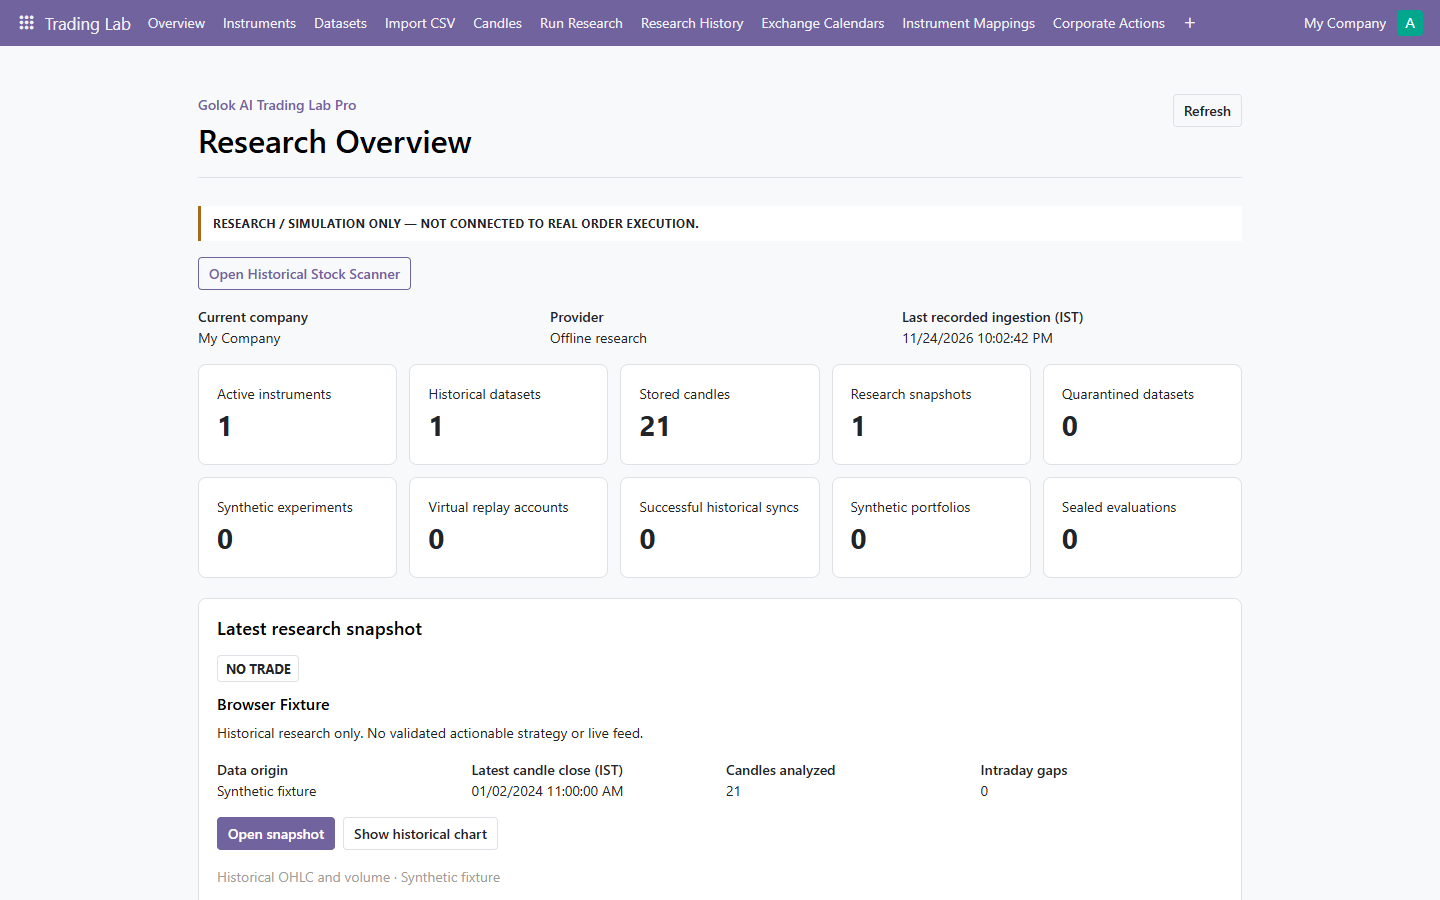 Trading Lab Overview Instruments Datasets Import CSV Candles Run Research Research History Exchange Calendars Instrument Mappings Corporate Actions + My Company A
Golok AI Trading Lab Pro
Refresh
Research Overview
RESEARCH / SIMULATION ONLY — NOT CONNECTED TO REAL ORDER EXECUTION.
Open Historical Stock Scanner
Current company Provider Last recorded ingestion (IST)
My Company Offline research 11/24/2026 10:02:42 PM
Active instruments Historical datasets Stored candles Research snapshots Quarantined datasets
1 1 21 1 0
Synthetic experiments Virtual replay accounts Successful historical syncs Synthetic portfolios Sealed evaluations
0 0 0 0 0
Latest research snapshot
NO TRADE
Browser Fixture
Historical research only. No validated actionable strategy or live feed.
Data origin Latest candle close (IST) Candles analyzed Intraday gaps
Synthetic fixture 01/02/2024 11:00:00 AM 21 0
Open snapshot Show historical chart
Historical OHLC and volume · Synthetic fixture